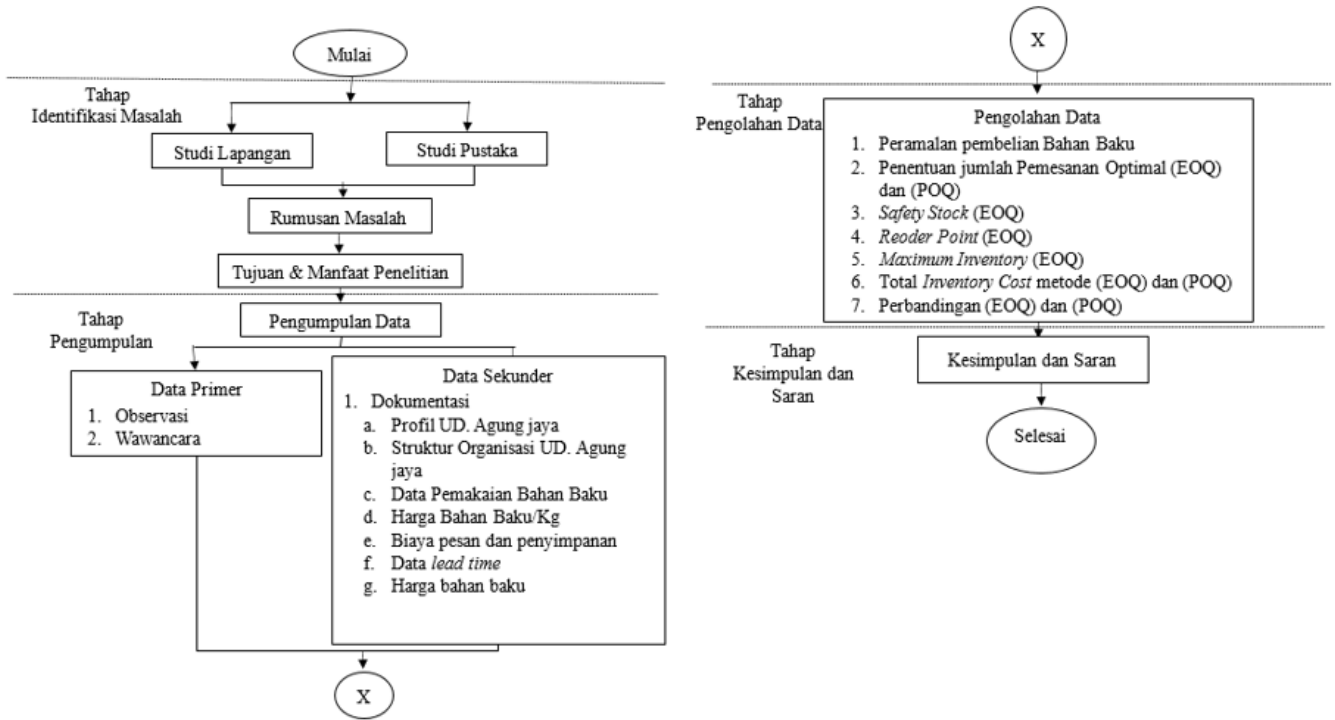 Mulai
Tahap
Identifikasi Masalah
Studi Lapangan
Studi Pustaka
Rumusan Masalah
Tujuan & Manfaat Penelitian
Tahap
Pengumpulan
Pengumpulan Data
Data Primer
1. Observasi
2. Wawancara
Data Sekunder
1. Dokumentasi
a. Profil UD. Agung jaya
b. Struktur Organisasi UD. Agung
jaya
c. Data Pemakaian Bahan Baku
d. Harga Bahan Baku/Kg
e. Biaya pesan dan penyimpanan
f. Data lead time
g. Harga bahan baku
X
X
Tahap
Pengolahan Data
Pengolahan Data
1. Peramalan pembelian Bahan Baku
2. Penentuan jumlah Pemesanan Optimal (EOQ)
dan (POQ)
3. Safety Stock (EOQ)
4. Reoder Point (EOQ)
5. Maximum Inventory (EOQ)
6. Total Inventory Cost metode (EOQ) dan (POQ)
7. Perbandingan (EOQ) dan (POQ)
Tahap
Kesimpulan dan
Saran
Kesimpulan dan Saran
Selesai